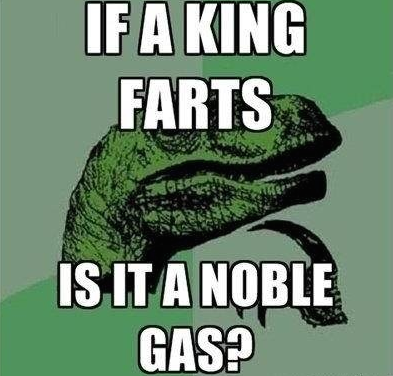 IF A KING
FARTS
IS IT A NOBLE
GAS?